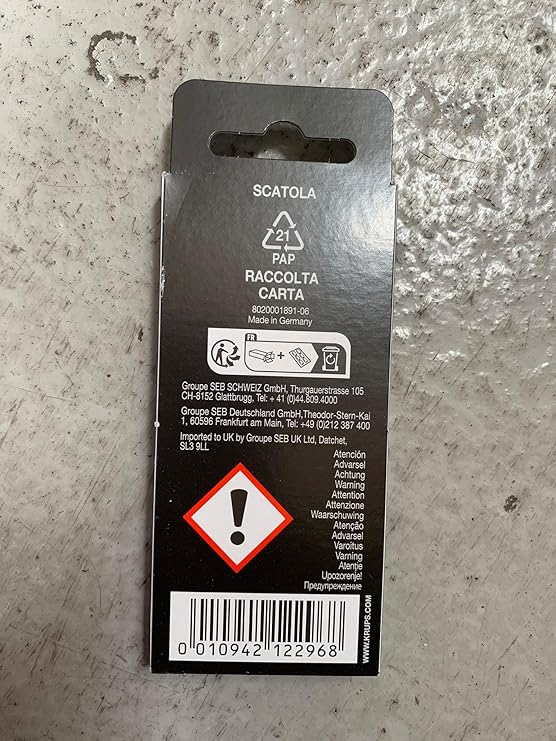 SCATOLA
21
PAP
RACCOLTA
CARTA
8020001891-06
Made in Germany
FR
+
Groupe SEB SCHWEIZ GmbH, Thurgauerstrasse 105
CH-8152 Glattbrugg, Tel: + 41 (0)44.809.4000
Groupe SEB Deutschland GmbH,Theodor-Stern-Kai
1, 60596 Frankfurt am Main, Tel: +49 (0)212 387 400
Imported to UK by Groupe SEB UK Ltd, Datchet,
SL3 9LL
Atención
Advarsel
Achtung
Warning
Attention
Attenzione
Waarschuwing
Atenção
Advarsel
Varoitus
Varning
Atenție
Upozorenje!
Предупреждение
!
WWW.KRUPS.COM
0 010942 122968